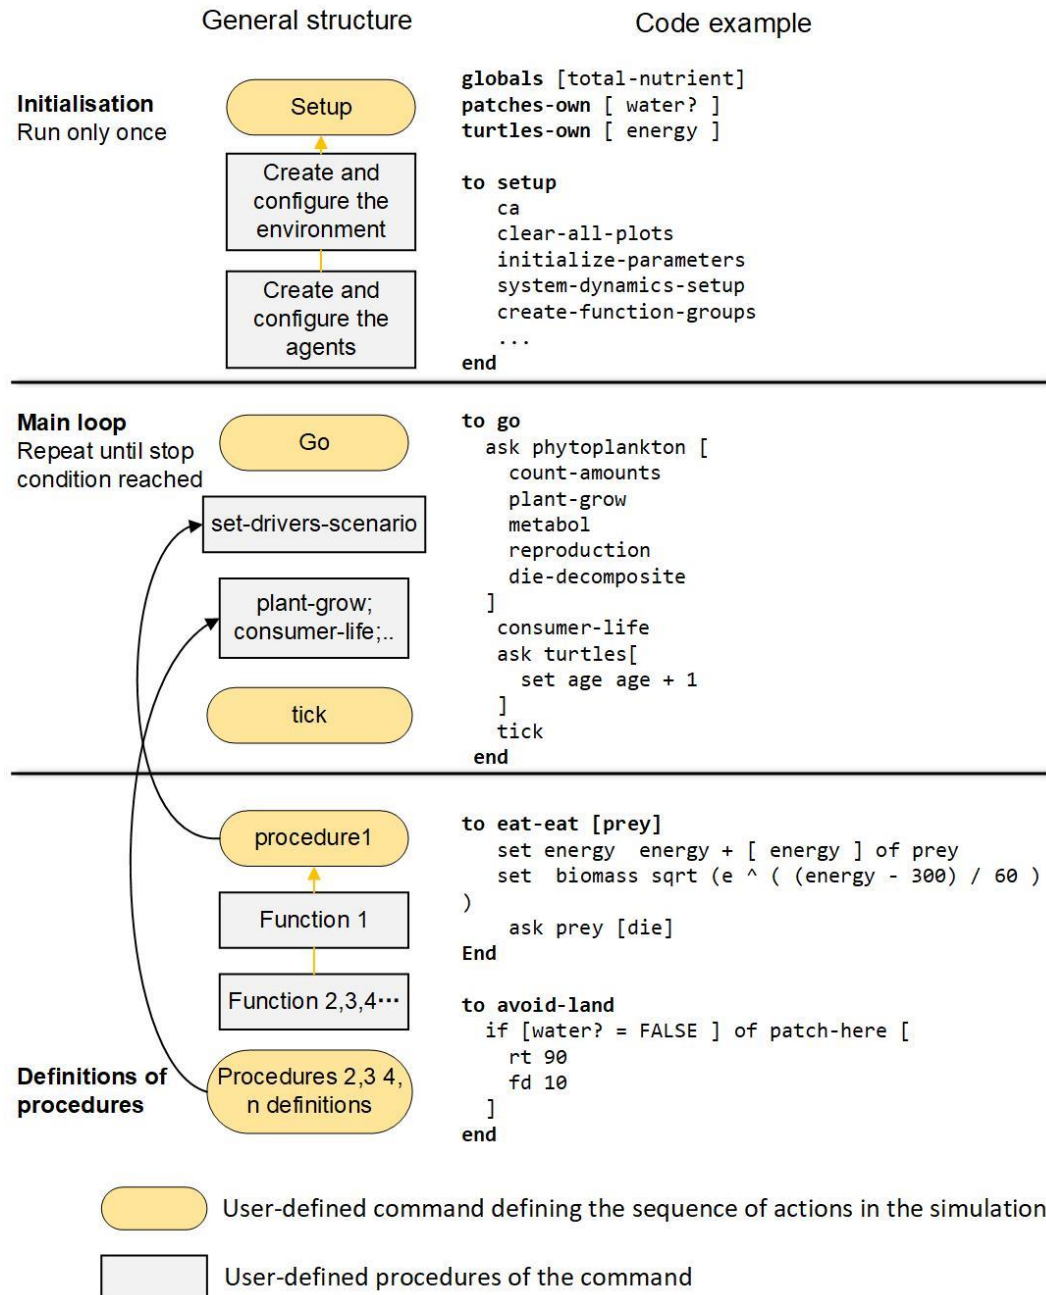 General structure
Code example
Initialisation
Run only once
Setup
Create and
configure the
environment
Create and
configure the
agents
globals [total-nutrient]
patches-own [ water? ]
turtles-own [ energy ]
to setup
ca
clear-all-plots
initialize-parameters
system-dynamics-setup
create-function-groups
...
end
Main loop
Repeat until stop
condition reached
Go
set-drivers-scenario
plant-grow;
consumer-life;..
tick
to go
ask phytoplankton [
count-amounts
plant-grow
metabol
reproduction
die-decomposite
]
consumer-life
ask turtles[
set age age + 1
]
tick
end
procedure1
Function 1
Function 2,3,4···
Definitions of
procedures
Procedures 2,3 4,
n definitions
to eat-eat [prey]
set energy  energy + [ energy ] of prey
set  biomass sqrt (e ^ ( (energy - 300) / 60 )
)
ask prey [die]
End
to avoid-land
if [water? = FALSE ] of patch-here [
rt 90
fd 10
]
end
User-defined command defining the sequence of actions in the simulation
User-defined procedures of the command